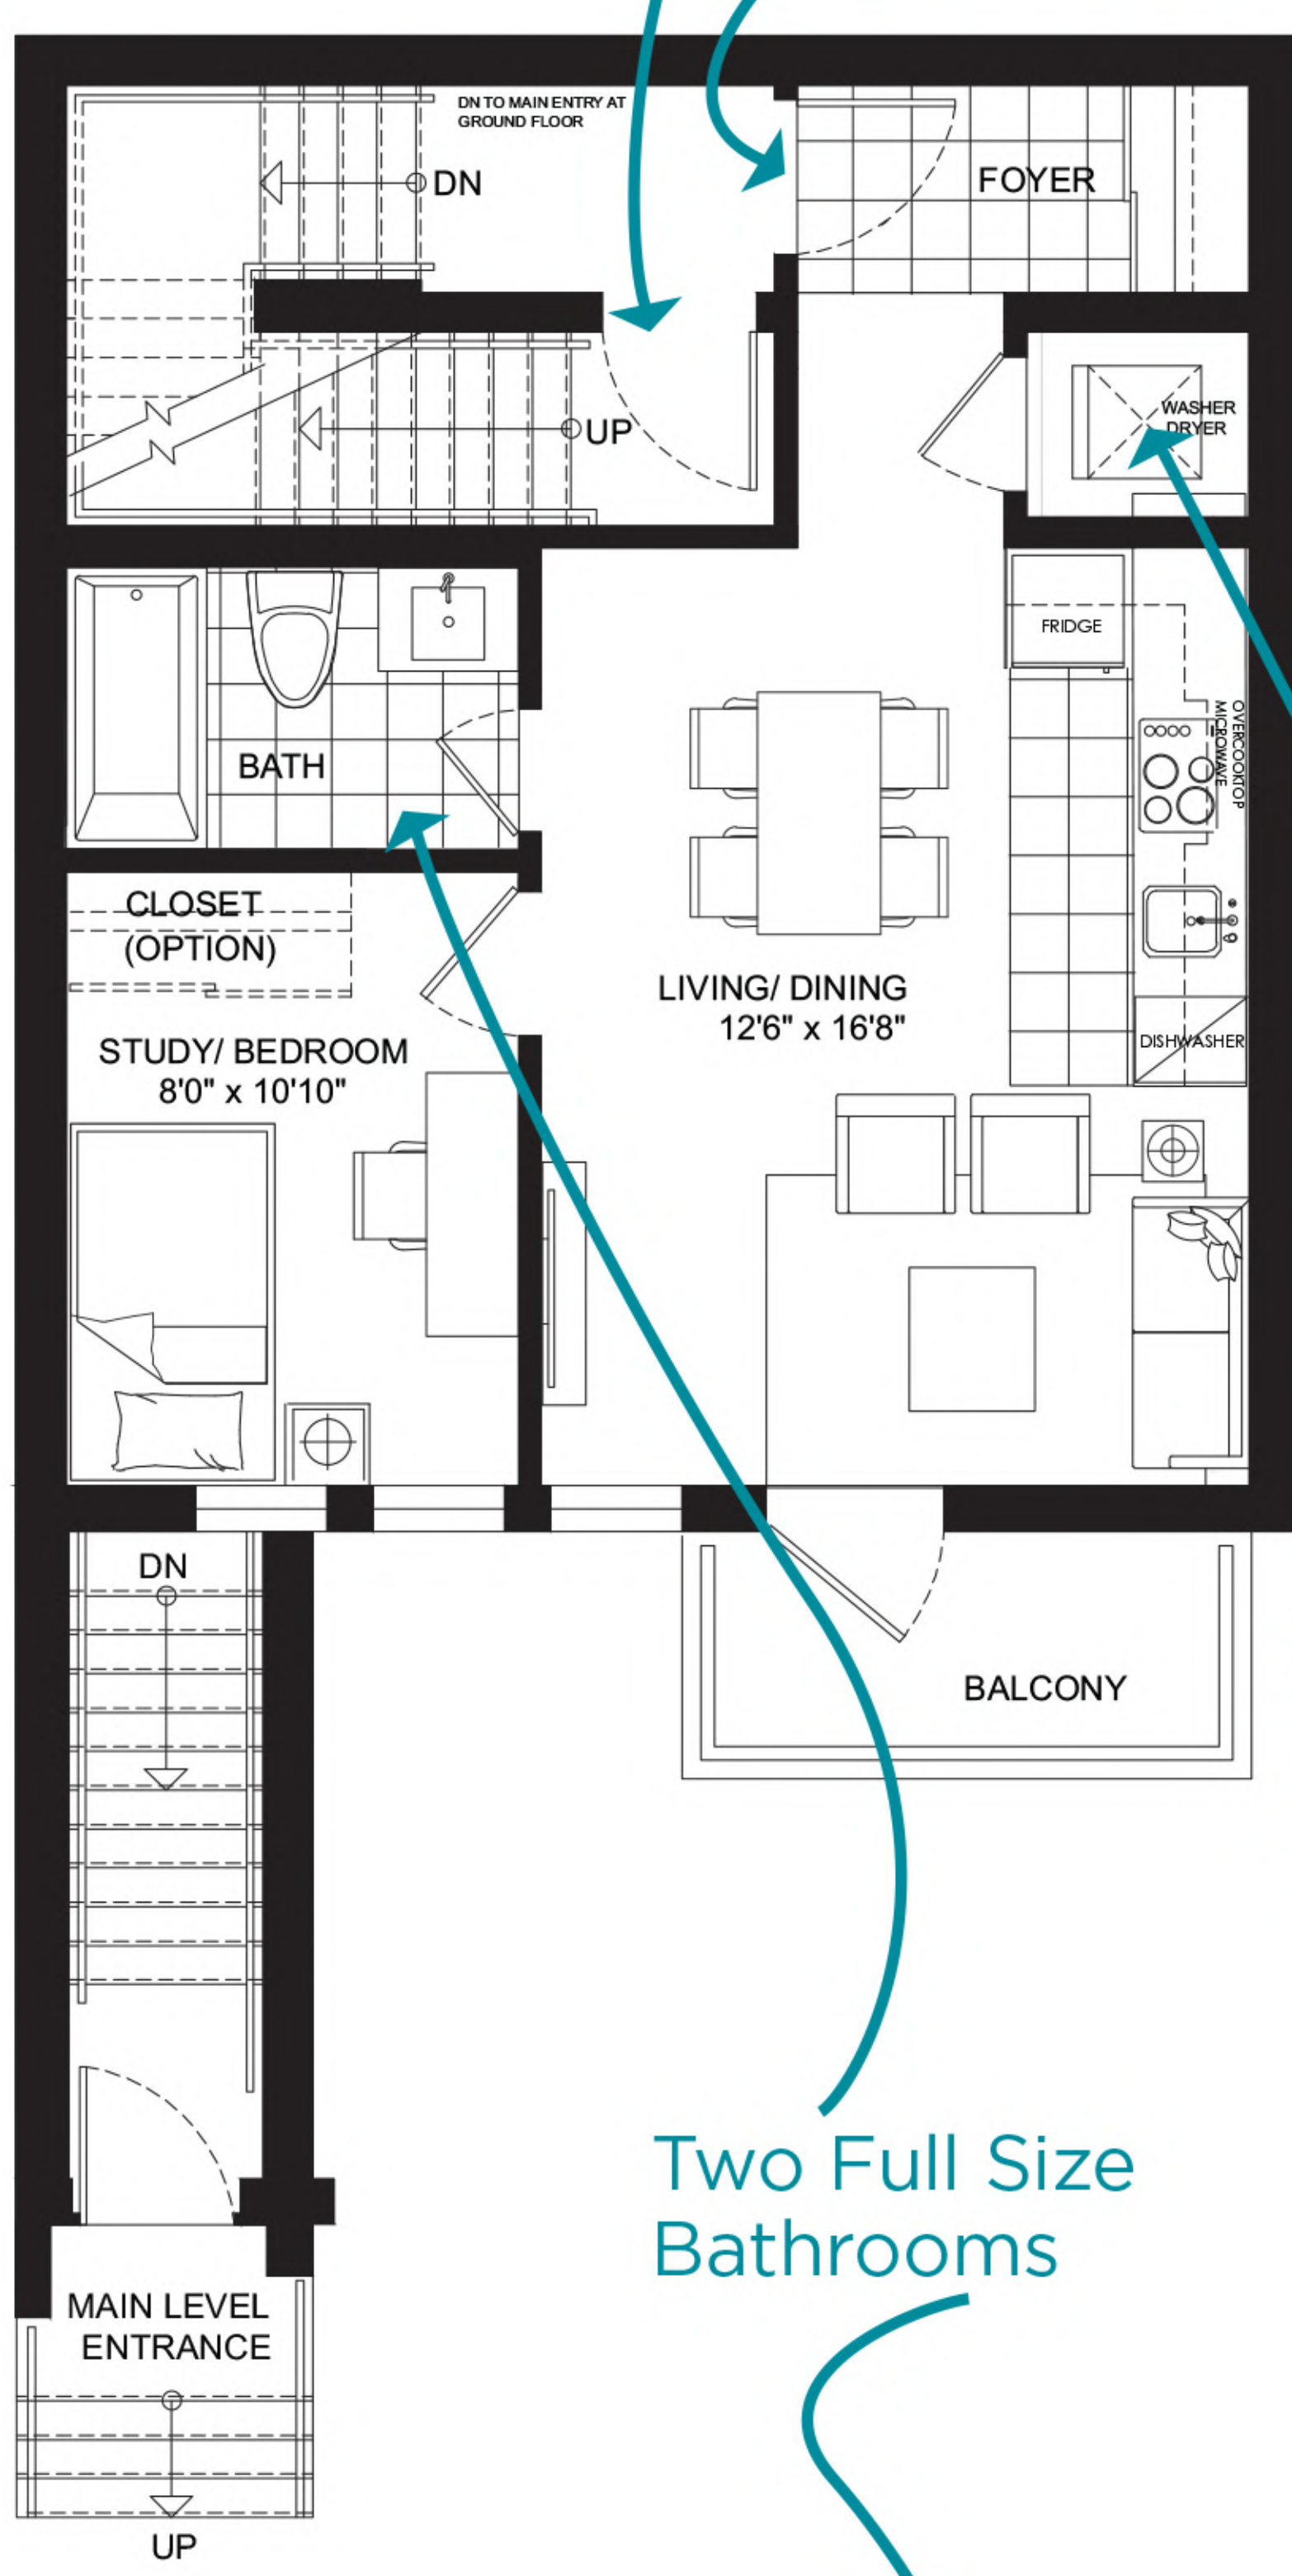 DN TO MAIN ENTRY AT
GROUND FLOOR
DN
FOYER
UP
WASHER
DRYER
FRIDGE
OVERCOOKTOP
MICROWAVE
BATH
CLOSET
(OPTION)
LIVING/ DINING
12'6" x 16'8"
STUDY/ BEDROOM
8'0" x 10'10"
DISHWASHER
DN
BALCONY
Two Full Size
Bathrooms
MAIN LEVEL
ENTRANCE
UP